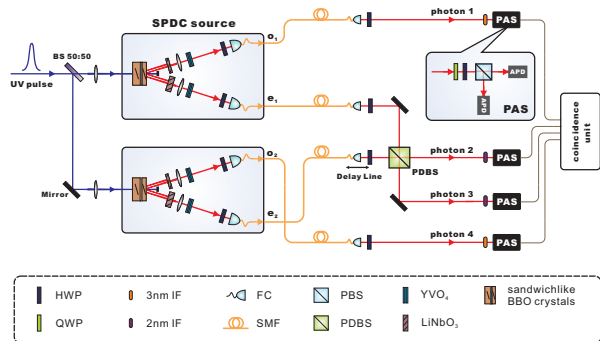 SPDC source
BS 50:50
UV pulse
o1
e1
photon 1
PAS
APD
APD
PAS
coincidence
unit
o2
e2
Mirror
Delay Line
PDBS
photon 2
PAS
photon 3
PAS
photon 4
PAS
HWP
3nm IF
FC
PBS
YVO4
sandwichlike
BBO crystals
QWP
2nm IF
SMF
PDBS
LiNbO3